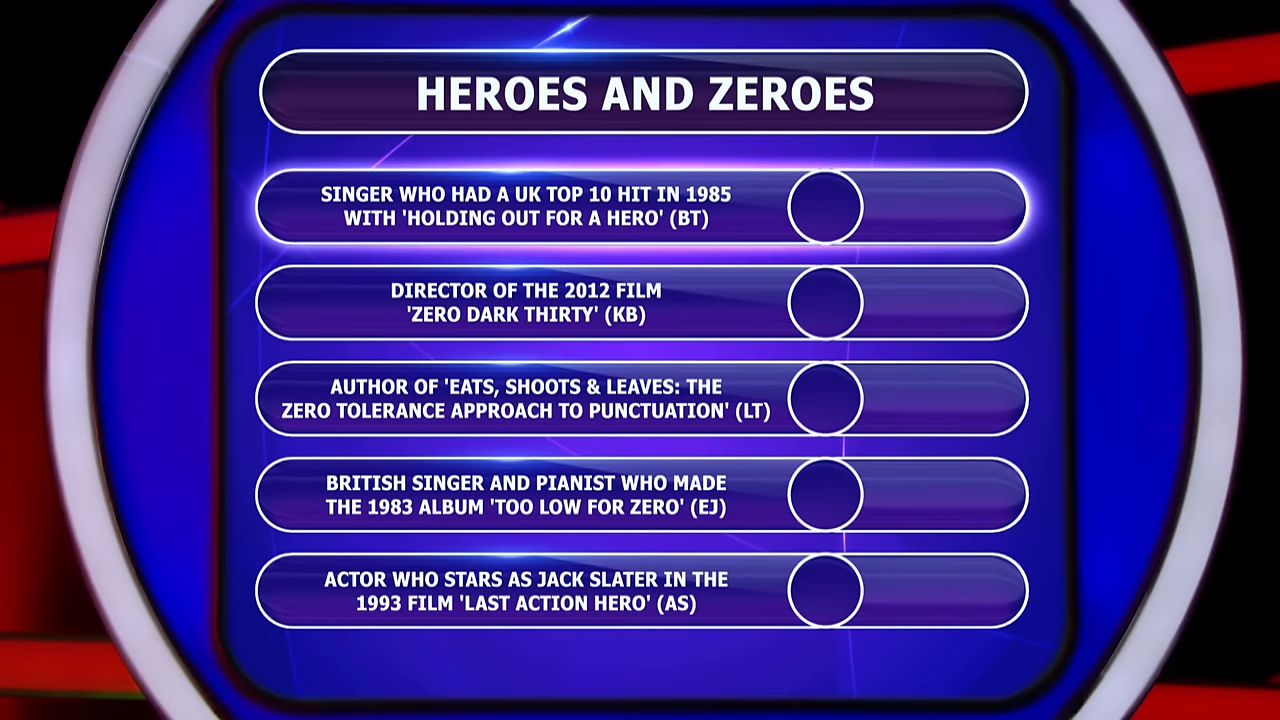 HEROES AND ZEROES
SINGER WHO HAD A UK TOP 10 HIT IN 1985
WITH 'HOLDING OUT FOR A HERO' (BT)
DIRECTOR OF THE 2012 FILM
'ZERO DARK THIRTY' (KB)
AUTHOR OF 'EATS, SHOOTS & LEAVES: THE
ZERO TOLERANCE APPROACH TO PUNCTUATION' (LT)
BRITISH SINGER AND PIANIST WHO MADE
THE 1983 ALBUM 'TOO LOW FOR ZERO' (EJ)
ACTOR WHO STARS AS JACK SLATER IN THE
1993 FILM 'LAST ACTION HERO' (AS)